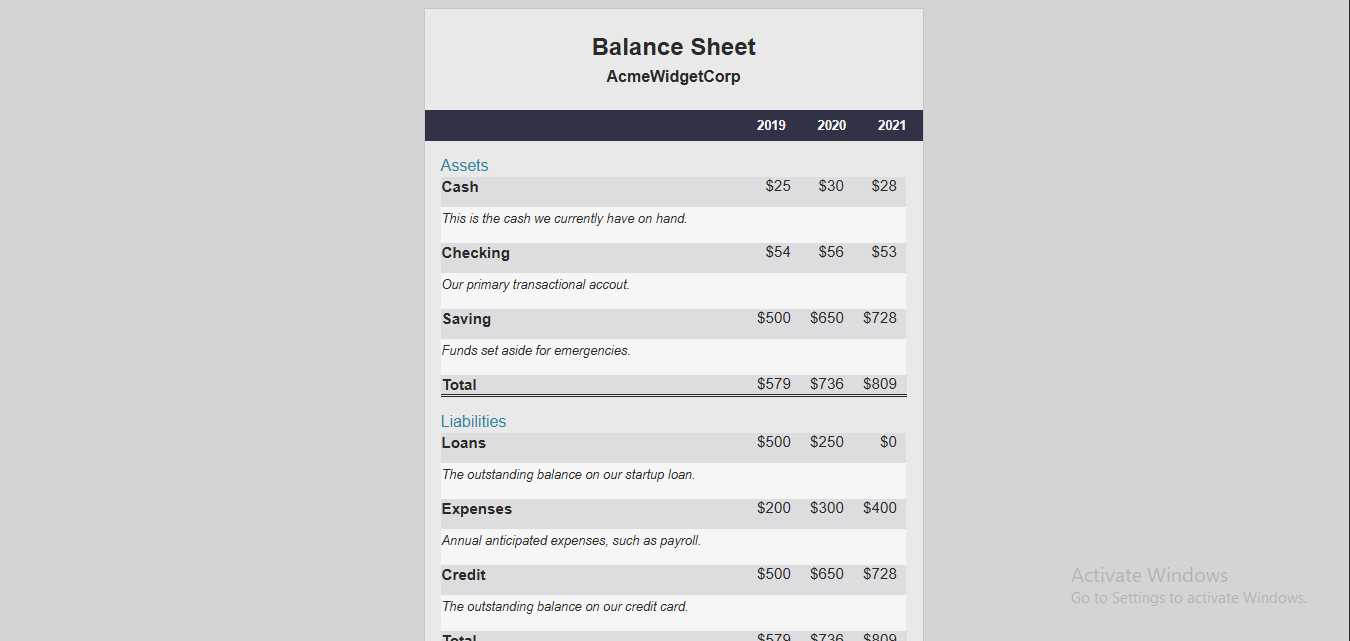 Balance Sheet
AcmeWidgetCorp
2019 2020 2021
Assets
Cash $25 $30 $28
This is the cash we currently have on hand.
Checking $54 $56 $53
Our primary transactional accout.
Saving $500 $650 $728
Funds set aside for emergencies.
Total $579 $736 $809
Liabilities
Loans $500 $250 $0
The outstanding balance on our startup loan.
Expenses $200 $300 $400
Annual anticipated expenses, such as payroll.
Credit $500 $650 $728
The outstanding balance on our credit card.
Total $579 $736 $809
Activate Windows
Go to Settings to activate Windows.